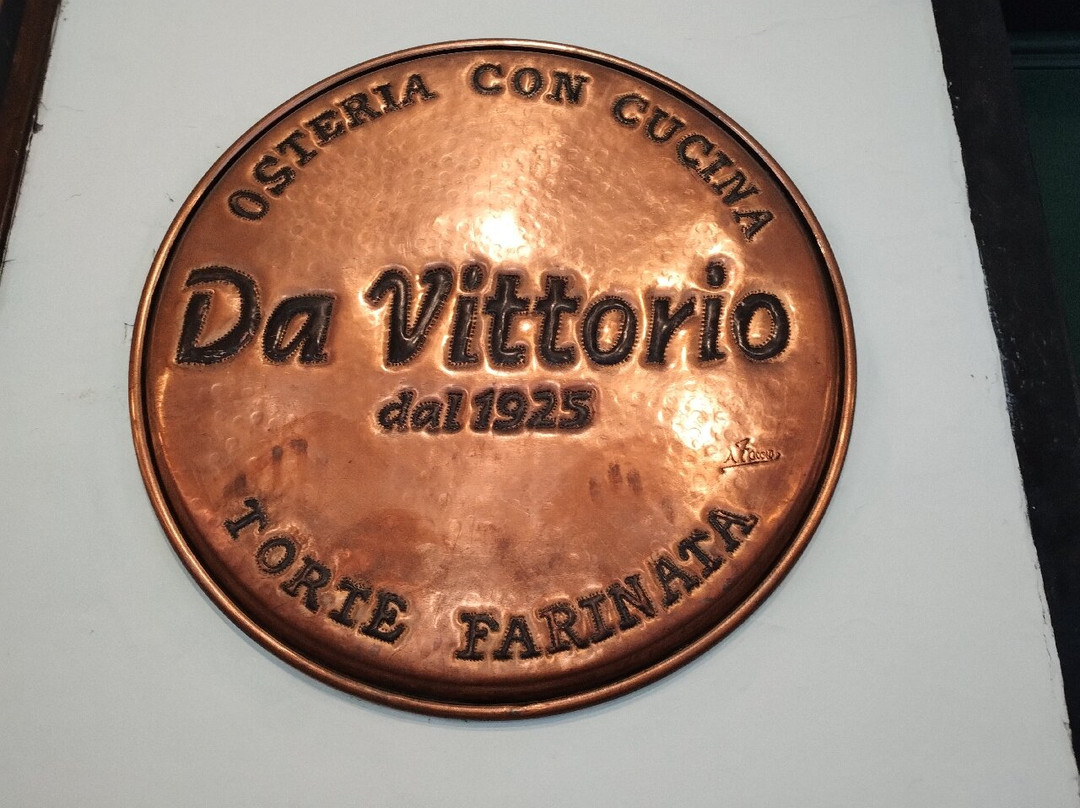 OSTERIA CON CUCINA
Da Vittorio
dal 1925
TORTE FARINATA